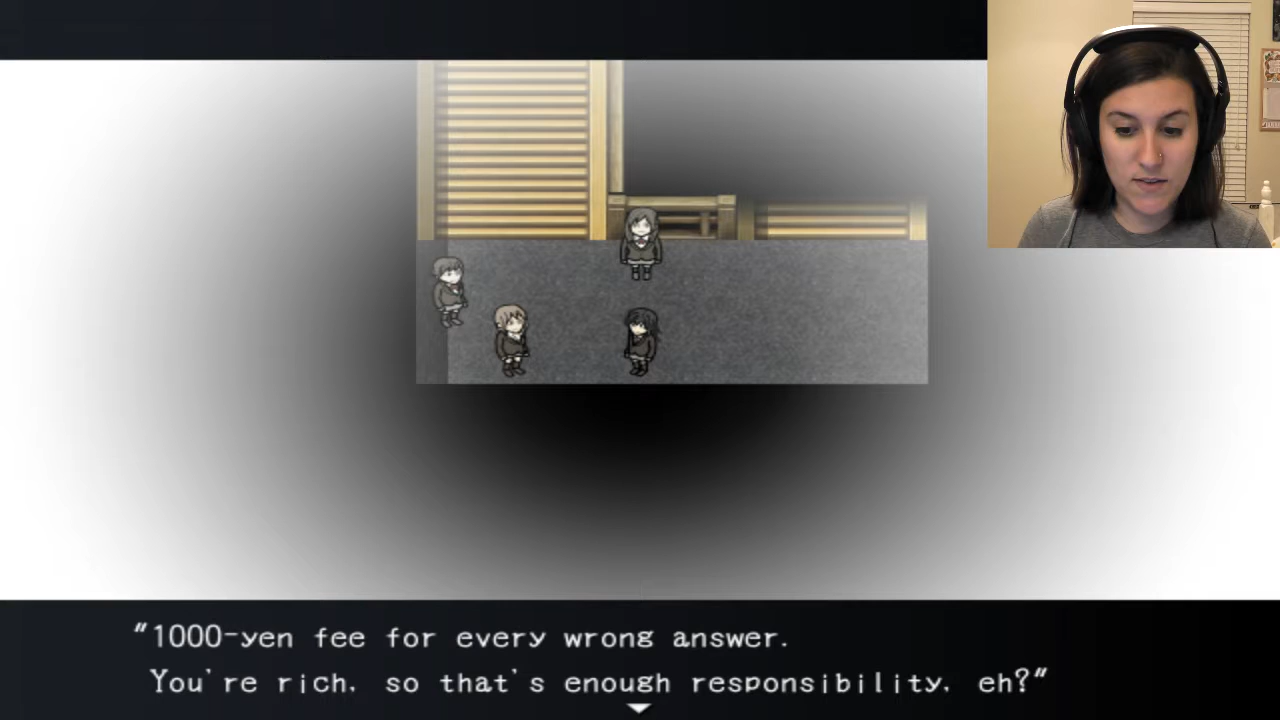 "1000-yen fee for every wrong answer.
You're rich, so that's enough responsibility, eh?"